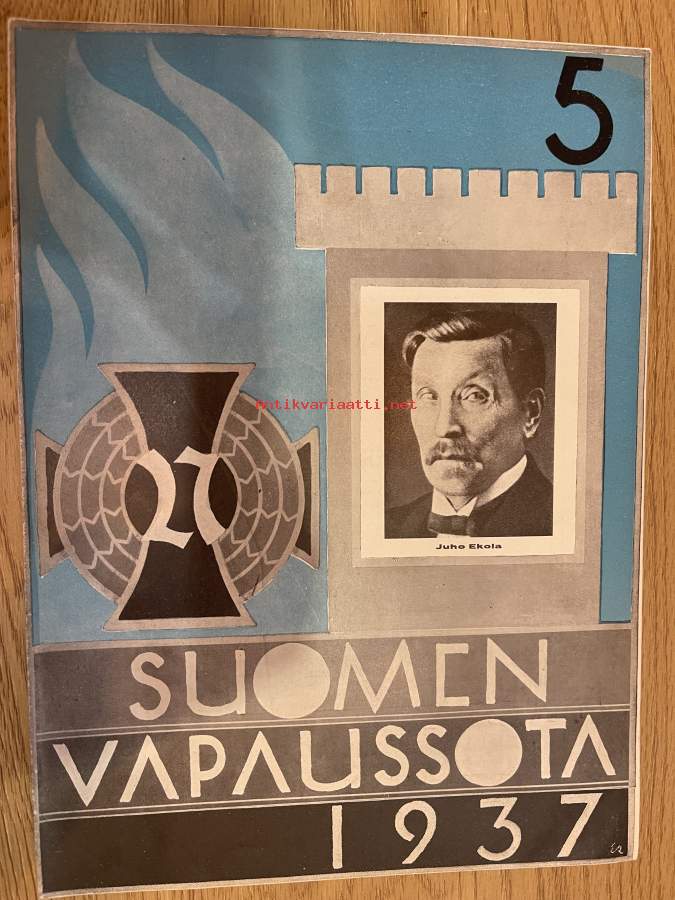 5
antikvariaatti.net
Juho Ekola
SUOMEN
VAPAUSSOTA
1937